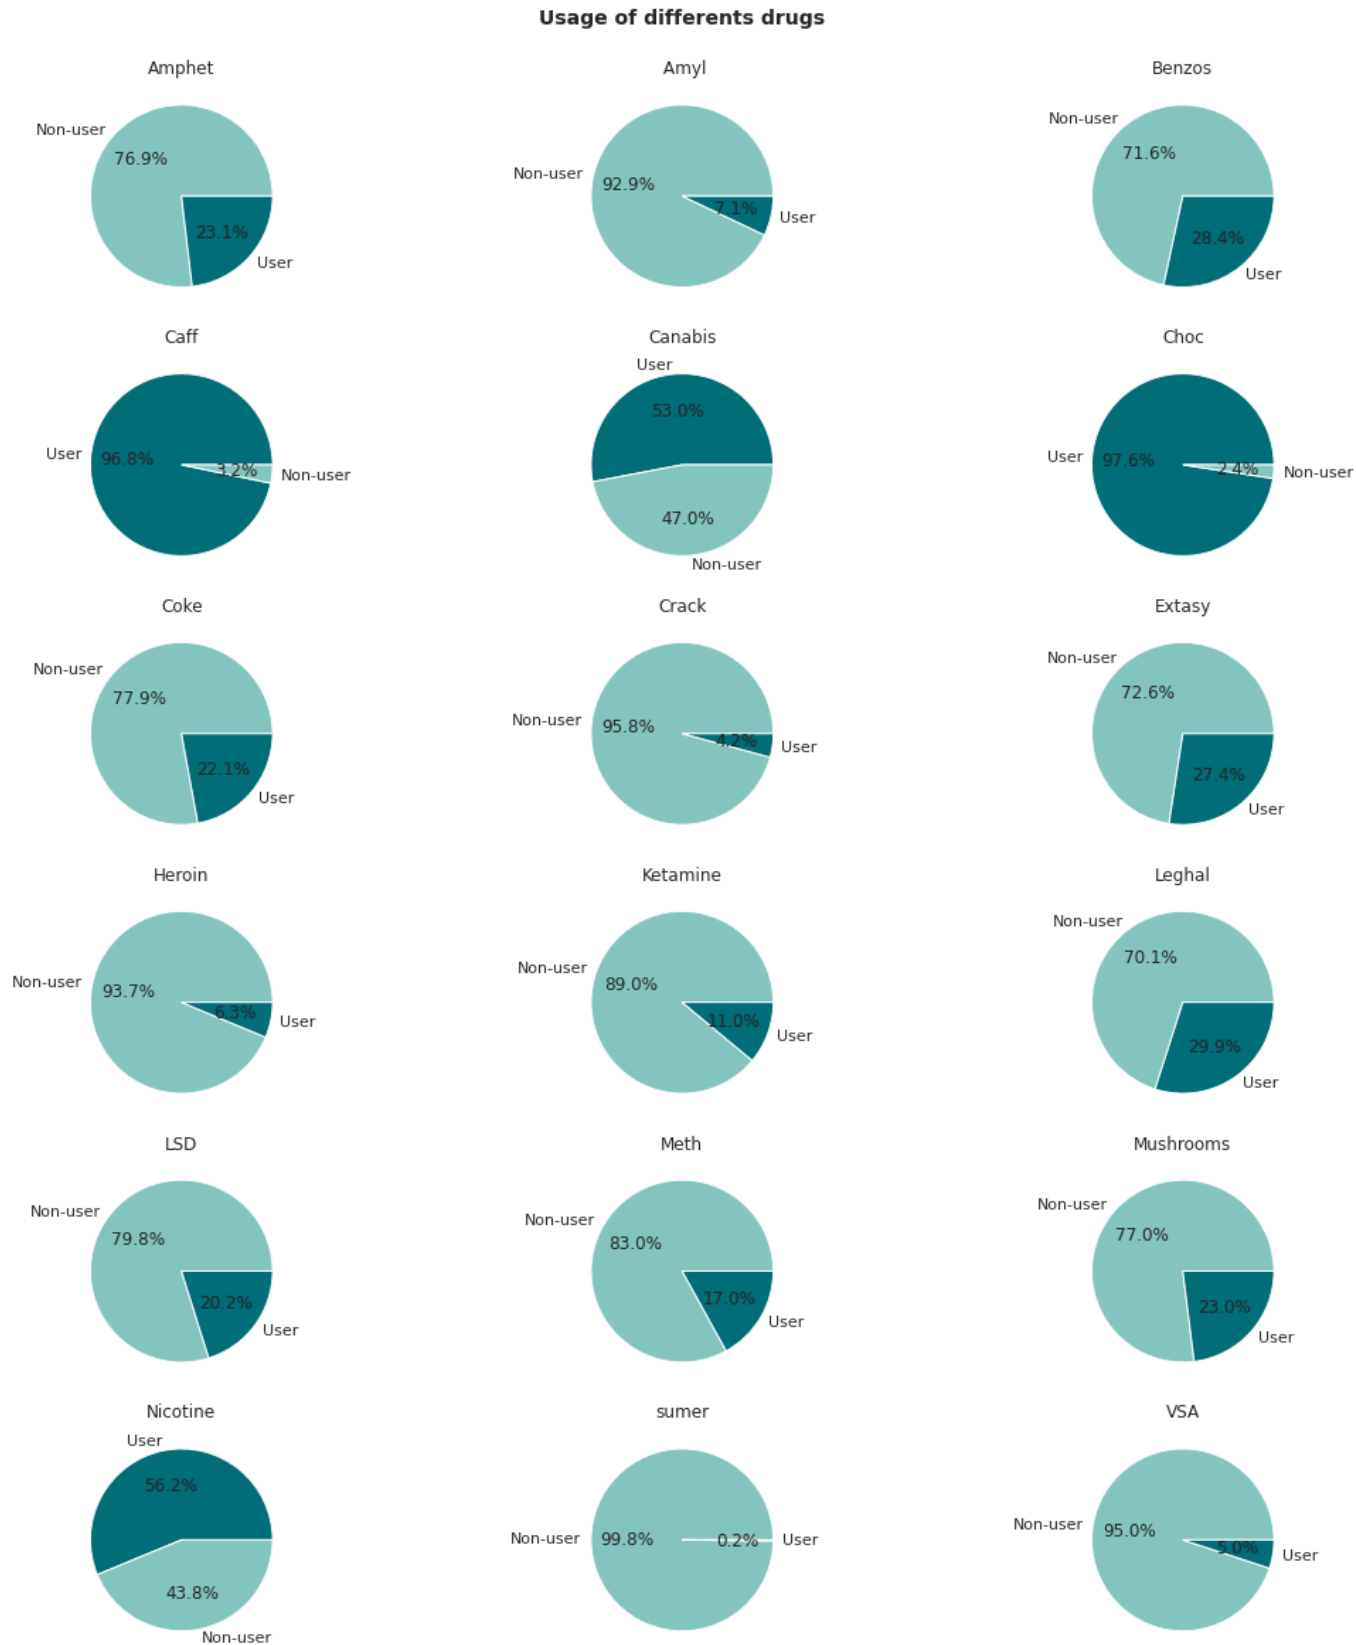 Usage of differents drugs
Amphet
Non-user
76.9%
23.1%
User
Amyl
Non-user
92.9%
7.1%
User
Benzos
Non-user
71.6%
28.4%
User
Caff
User
96.8%
3.2%
Non-user
Canabis
User
53.0%
47.0%
Non-user
Choc
User
97.6%
2.4%
Non-user
Coke
Non-user
77.9%
22.1%
User
Crack
Non-user
95.8%
4.2%
User
Extasy
Non-user
72.6%
27.4%
User
Heroin
Non-user
93.7%
6.3%
User
Ketamine
Non-user
89.0%
11.0%
User
Leghal
Non-user
70.1%
29.9%
User
LSD
Non-user
79.8%
20.2%
User
Meth
Non-user
83.0%
17.0%
User
Mushrooms
Non-user
77.0%
23.0%
User
Nicotine
User
56.2%
43.8%
Non-user
sumer
Non-user
99.8%
0.2%
User
VSA
Non-user
95.0%
5.0%
User